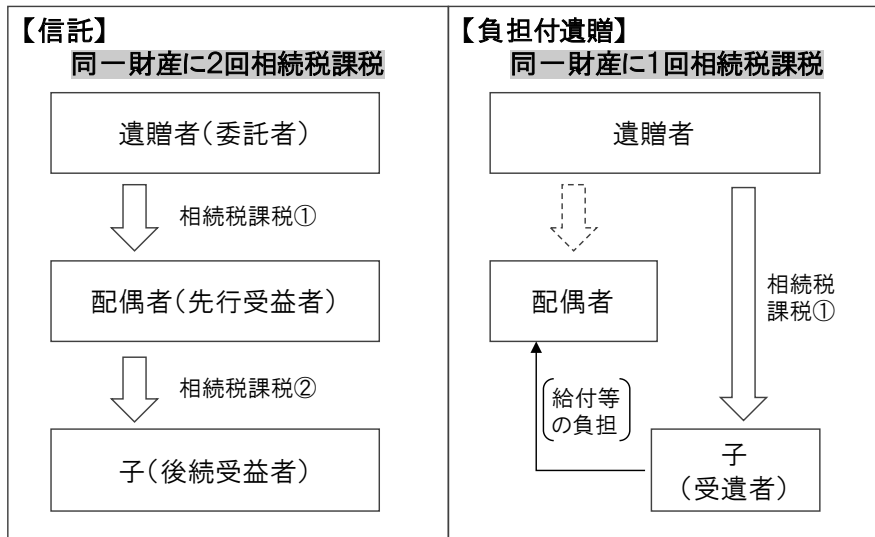 【信託】
同一財産に2回相続税課税
遺贈者(委託者)
相続税課税①
配偶者(先行受益者)
相続税課税②
子(後続受益者)
【負担付遺贈】
同一財産に1回相続税課税
遺贈者
配偶者
相続税
課税①
給付等
の負担
子
(受遺者)